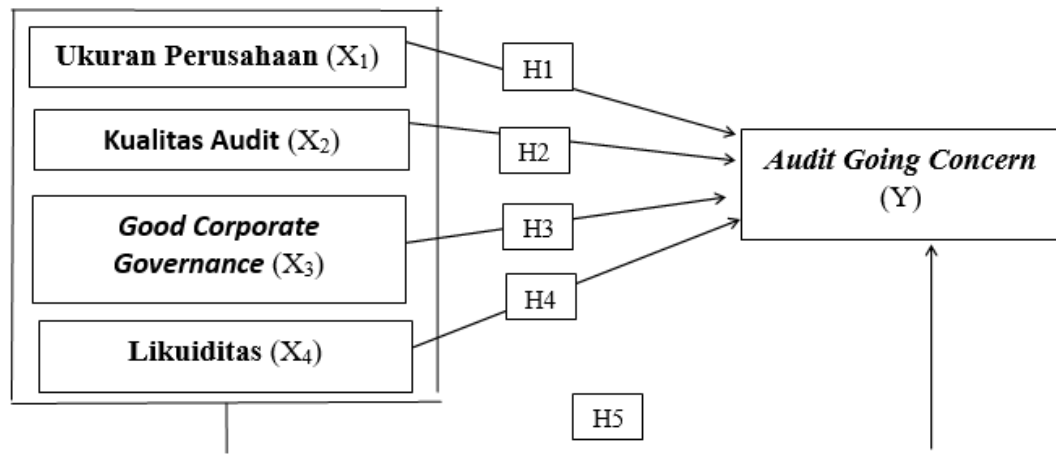 Ukuran Perusahaan (X₁)
H1
Kualitas Audit (X₂)
H2
Audit Going Concern
(Y)
Good Corporate
Governance (X₃)
H3
H4
Likuiditas (X₄)
H5